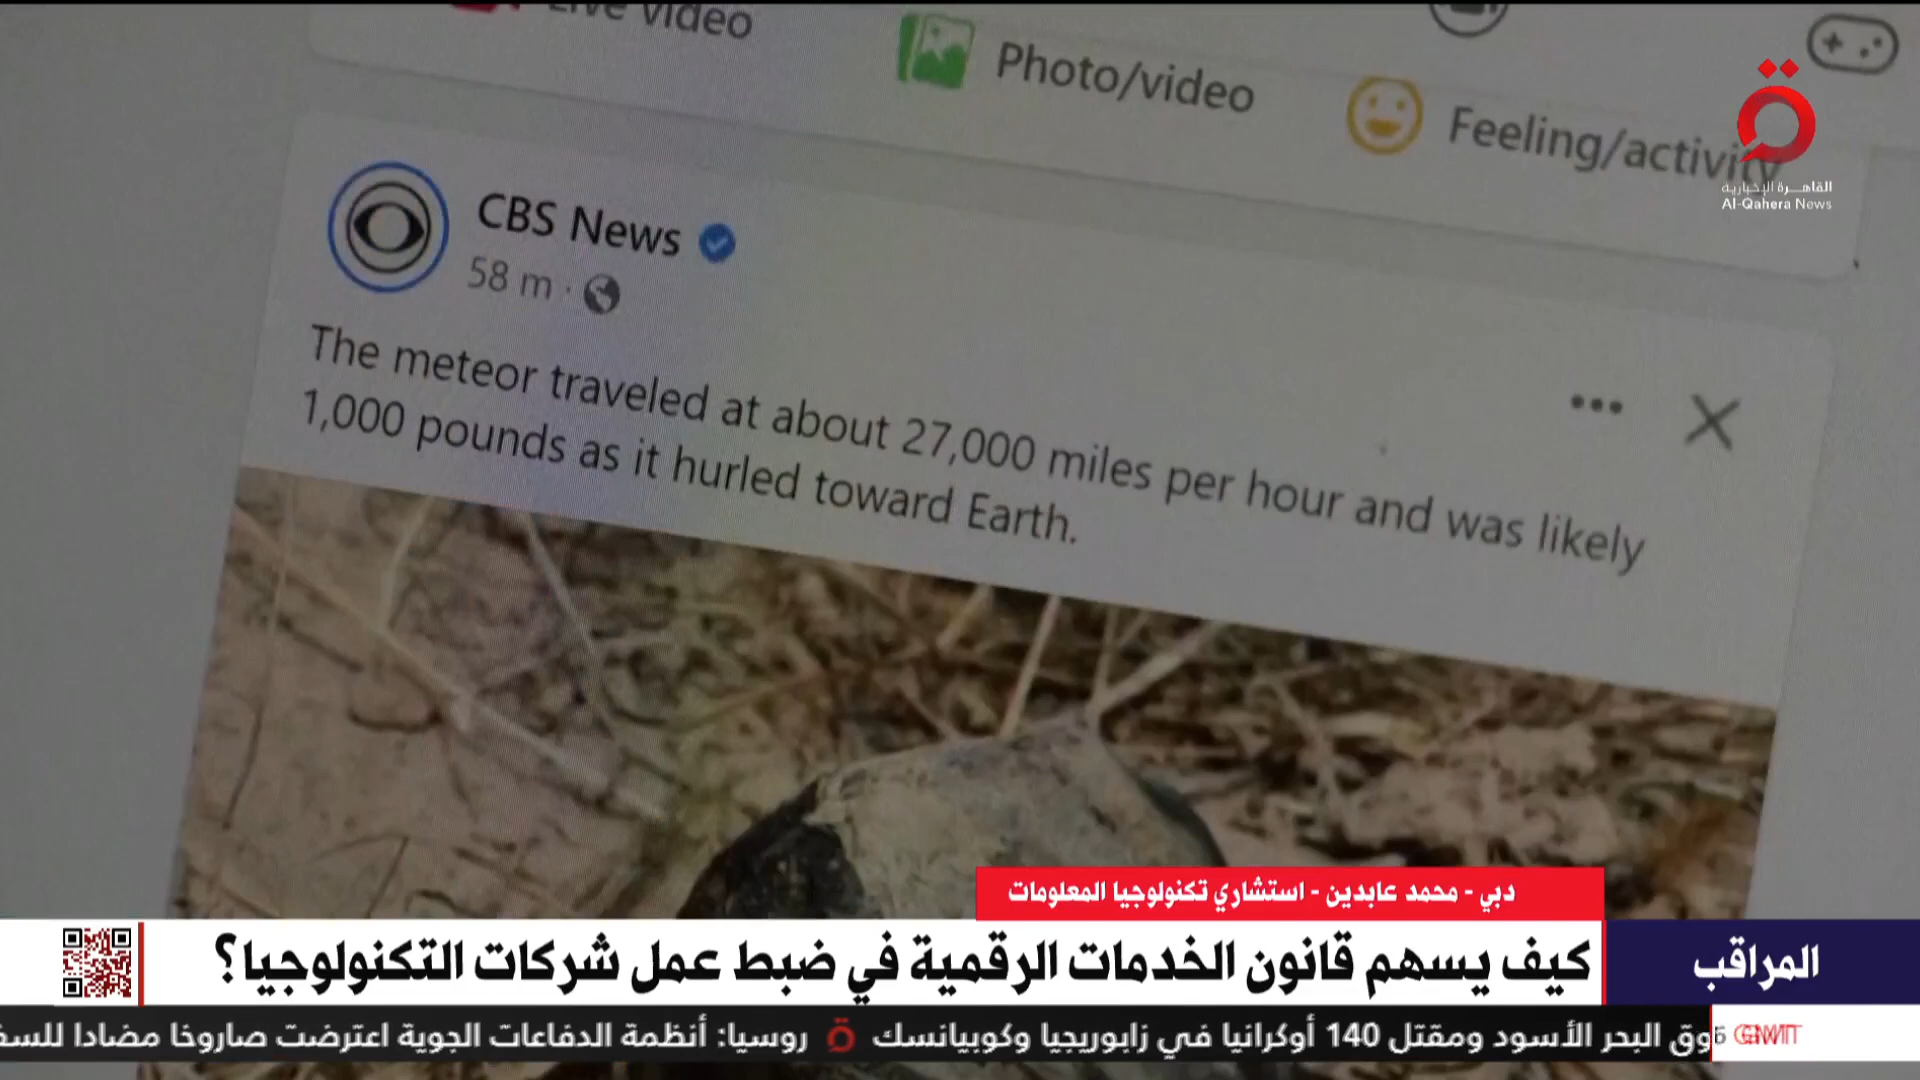 Live video
Photo/video
Feeling/activity
القاهرة الإخبارية
Al-Qahera News
CBS News
58 m ·
The meteor traveled at about 27,000 miles per hour and was likely
1,000 pounds as it hurled toward Earth.
دبي - محمد عابدين - استشاري تكنولوجيا المعلومات
المراقب
كيف يسهم قانون الخدمات الرقمية في ضبط عمل شركات التكنولوجيا؟
البحر الأسود ومقتل 140 أوكرانيا في زابوريجيا وكوبيانسك
روسيا: أنظمة الدفاعات الجوية اعترضت صاروخا مضادا